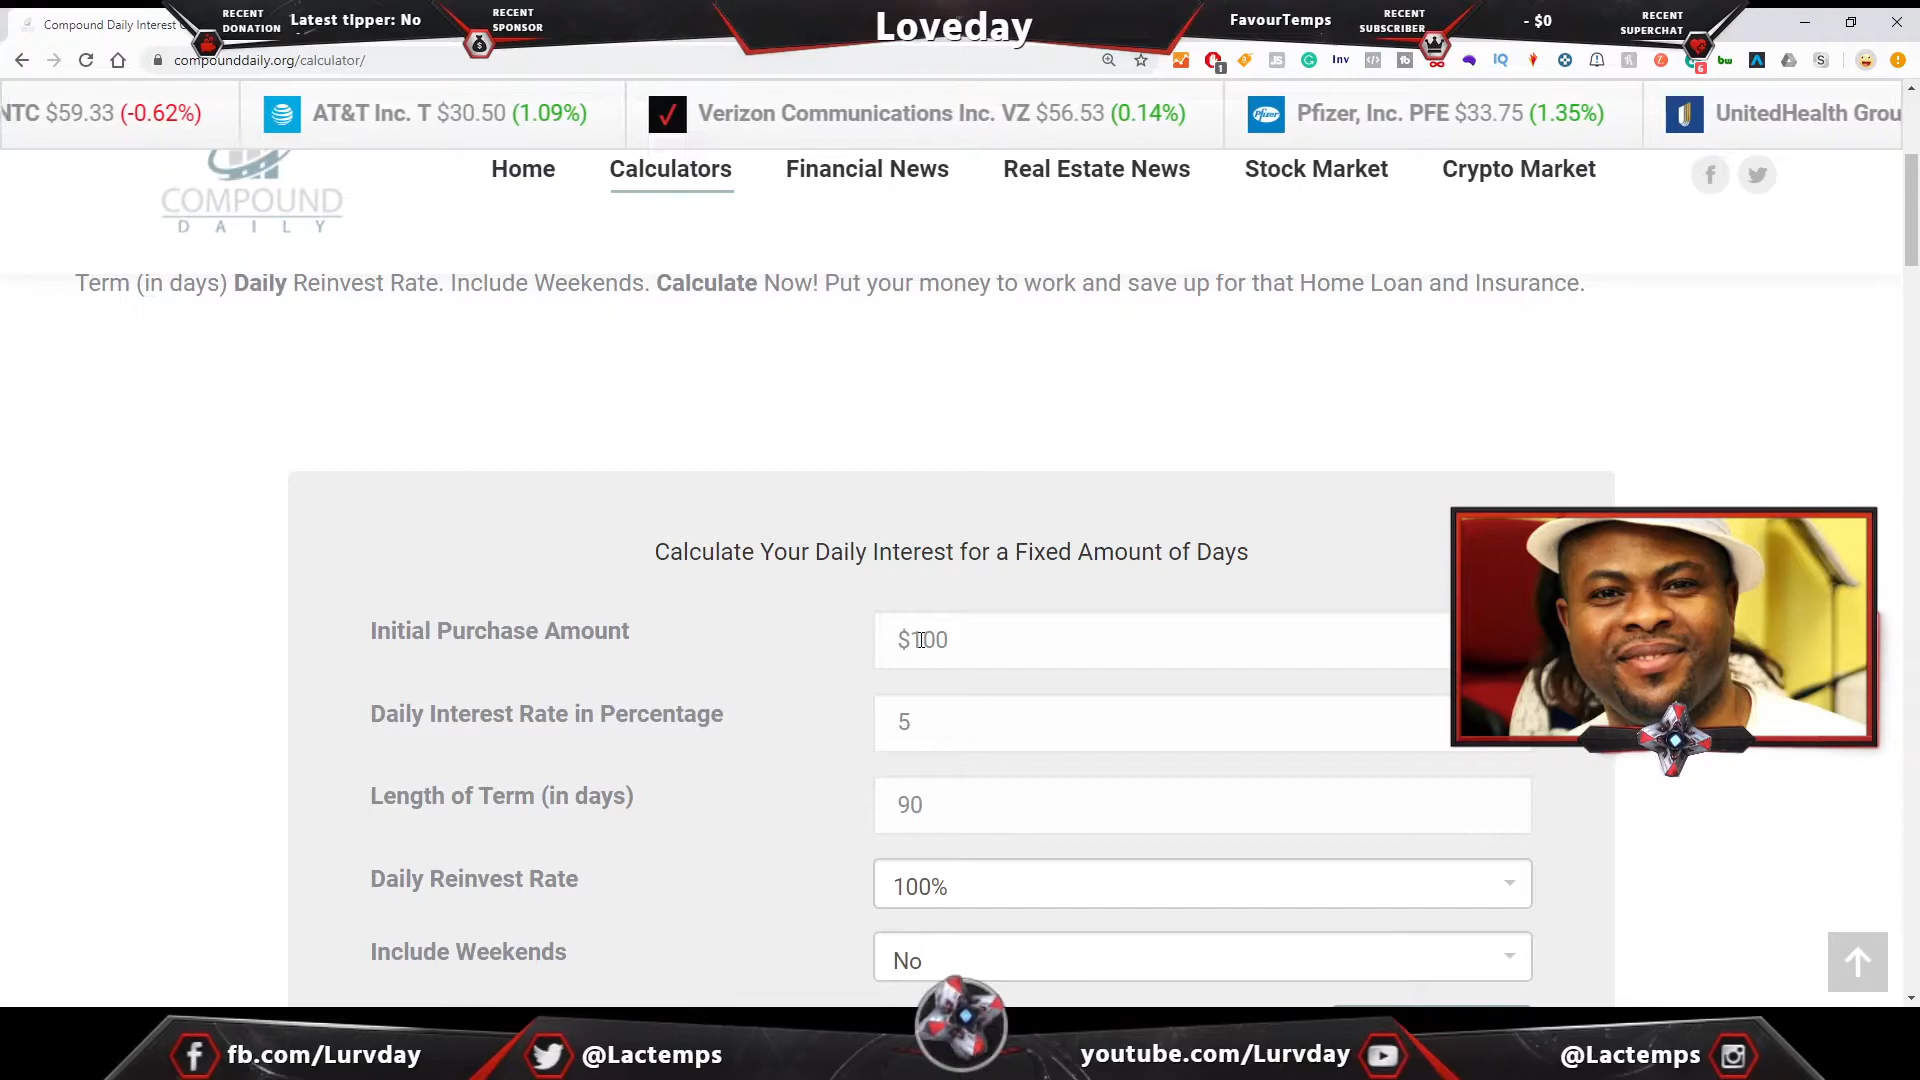 Compound Daily Interest
RECENT
DONATION
Latest tipper: No
RECENT
SPONSOR
Loveday
FavourTemps
RECENT
SUBSCRIBER
- $0
RECENT
SUPERCHAT
compounddaily.org/calculator/
NTC $59.33 (-0.62%)
AT&T Inc. T $30.50 (1.09%)
Verizon Communications Inc. VZ $56.53 (0.14%)
Pfizer, Inc. PFE $33.75 (1.35%)
UnitedHealth Grou
COMPOUND
DAILY
Home
Calculators
Financial News
Real Estate News
Stock Market
Crypto Market
Term (in days) Daily Reinvest Rate. Include Weekends. Calculate Now! Put your money to work and save up for that Home Loan and Insurance.
Calculate Your Daily Interest for a Fixed Amount of Days
Initial Purchase Amount
$100
Daily Interest Rate in Percentage
5
Length of Term (in days)
90
Daily Reinvest Rate
100%
Include Weekends
No
fb.com/Lurvday
@Lactemps
youtube.com/Lurvday
@Lactemps